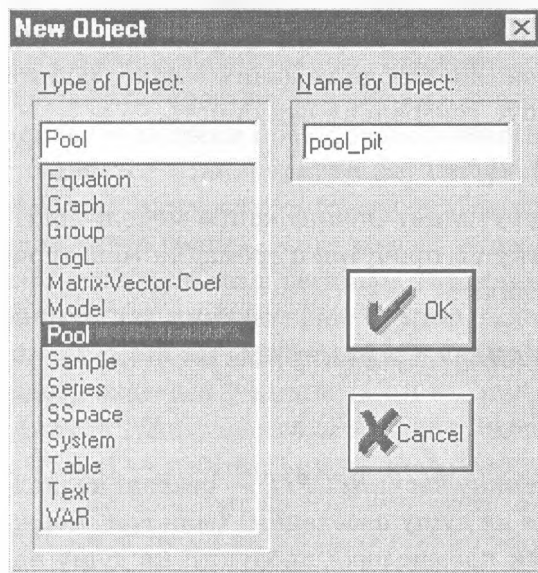 New Object
Type of Object:
Name for Object:
Pool
pool_pit
Equation
Graph
Group
LogL
Matrix-Vector-Coef
Model
Pool
Sample
Series
SSpace
System
Table
Text
VAR
OK
Cancel